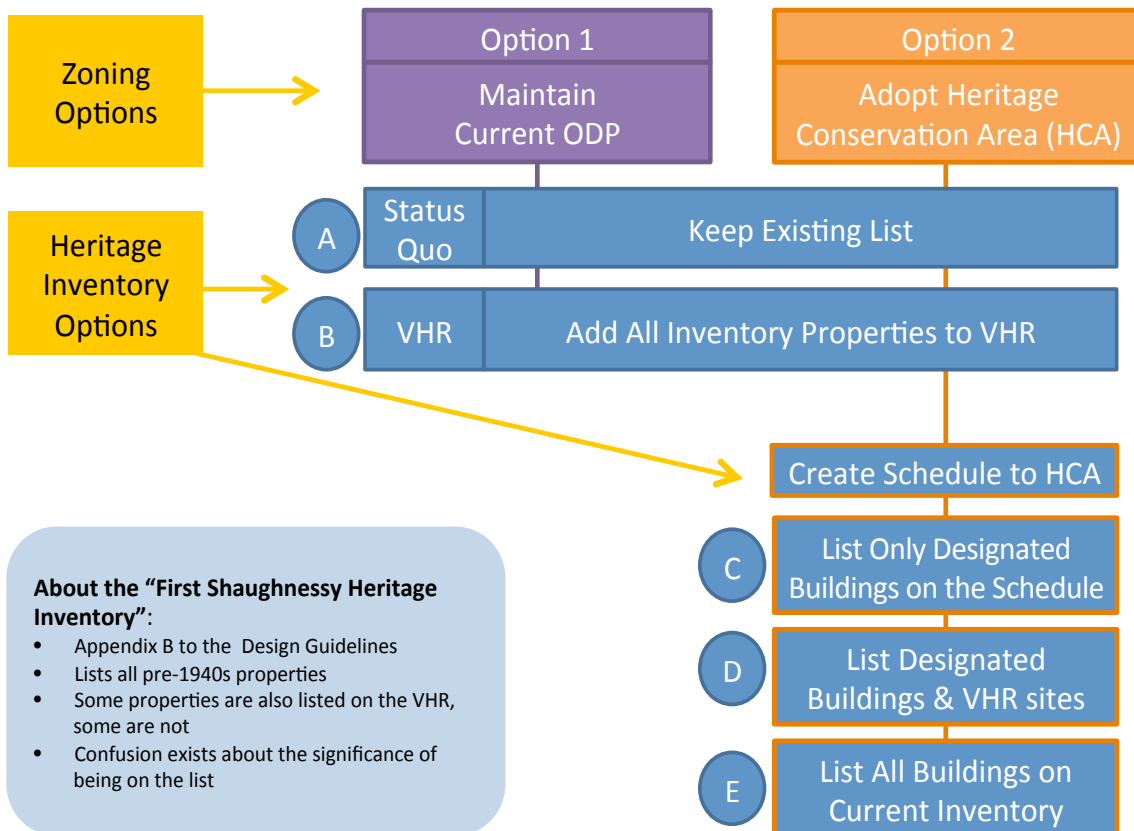 Zoning
Options
Option 1
Maintain
Current ODP
Option 2
Adopt Heritage
Conservation Area (HCA)
Heritage
Inventory
Options
A
Status
Quo
Keep Existing List
B
VHR
Add All Inventory Properties to VHR
Create Schedule to HCA
C
List Only Designated
Buildings on the Schedule
D
List Designated
Buildings & VHR sites
E
List All Buildings on
Current Inventory
About the “First Shaughnessy Heritage
Inventory”:
• Appendix B to the Design Guidelines
• Lists all pre-1940s properties
• Some properties are also listed on the VHR,
some are not
• Confusion exists about the significance of
being on the list